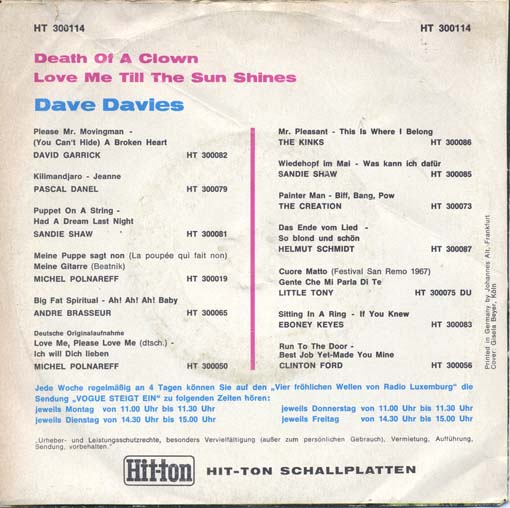 HT 300114 HT 300114
Death Of A Clown
Love Me Till The Sun Shines
Dave Davies
Please Mr. Movingman -
(You Can't Hide) A Broken Heart
DAVID GARRICK HT 300082
Kilimandjaro - Jeanne
PASCAL DANEL HT 300079
Puppet On A String -
Had A Dream Last Night
SANDIE SHAW HT 300081
Meine Puppe sagt non (La poupée qui fait non)
Meine Gitarre (Beatnik)
MICHEL POLNAREFF HT 300019
Big Fat Spiritual - Ah! Ah! Ah! Baby
ANDRE BRASSEUR HT 300065
Deutsche Originalaufnahme
Love Me, Please Love Me (dtsch.) -
Ich will Dich lieben
MICHEL POLNAREFF HT 300050
Mr. Pleasant - This Is Where I Belong
THE KINKS HT 300086
Wiedehopf im Mai - Was kann ich dafür
SANDIE SHAW HT 300085
Painter Man - Biff, Bang, Pow
THE CREATION HT 300073
Das Ende vom Lied -
So blond und schön
HELMUT SCHMIDT HT 300087
Cuore Matto (Festival San Remo 1967)
Gente Che Mi Parla Di Te
LITTLE TONY HT 300075 DU
Sitting In A Ring - If You Knew
EBONEY KEYES HT 300083
Run To The Door -
Best Job Yet-Made You Mine
CLINTON FORD HT 300056
Printed in Germany by Johannes Alt, Frankfurt
Cover: Gisela Beyer, Köln
Jede Woche regelmäßig an 4 Tagen können Sie auf den „Vier fröhlichen Wellen von Radio Luxemburg" die
Sendung „VOGUE STEIGT EIN" zu folgenden Zeiten hören:
jeweils Montag von 11.00 Uhr bis 11.30 Uhr jeweils Donnerstag von 11.00 Uhr bis 11.30 Uhr
jeweils Dienstag von 14.30 Uhr bis 15.00 Uhr jeweils Freitag von 14.30 Uhr bis 15.00 Uhr
„Urheber- und Leistungsschutzrechte, besonders Vervielfältigung (außer zum persönlichen Gebrauch), Vermietung, Aufführung,
Sendung, vorbehalten."
Hit-ton HIT-TON SCHALLPLATTEN